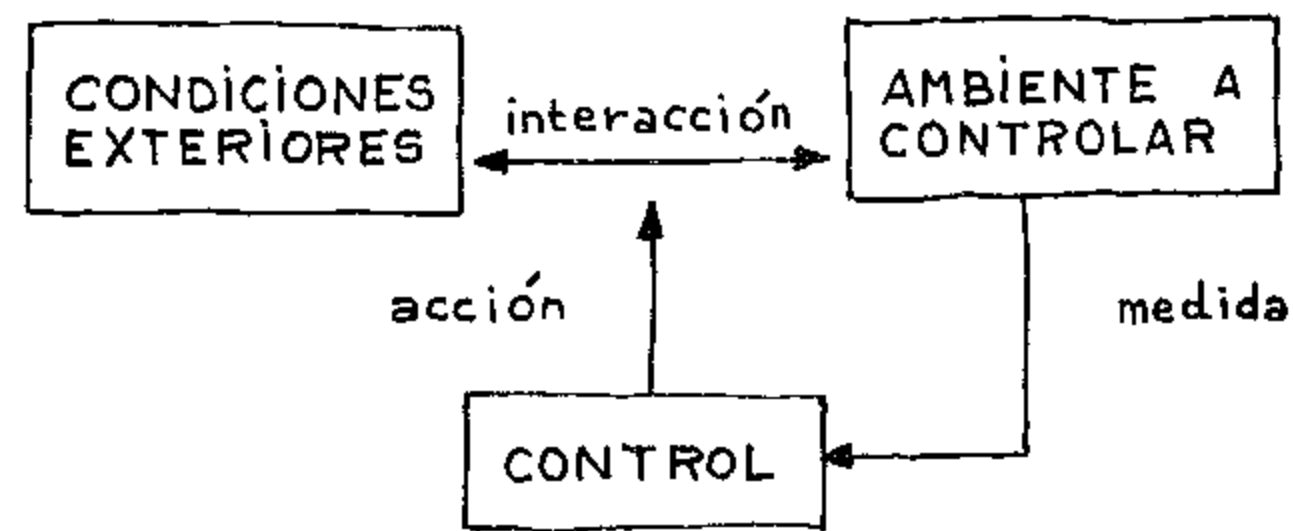 CONDICIONES
EXTERIORES
interacción
AMBIENTE A
CONTROLAR
acción
medida
CONTROL